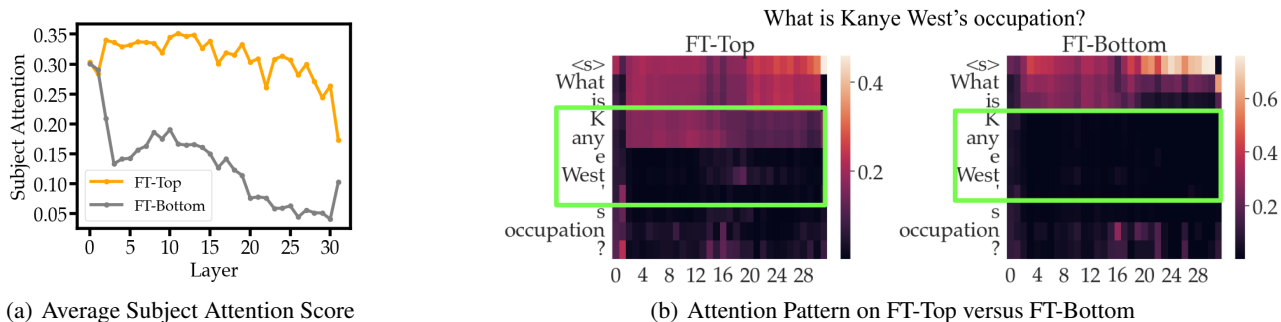 0.35
0.30
0.25
0.20
0.15
0.10
0.05
Subject Attention
FT-Top
FT-Bottom
0 5 10 15 20 25 30
Layer
(a) Average Subject Attention Score
What is Kanye West's occupation?
FT-Top
<s>
What
is
K
any
e
West
'
s
occupation
?
0 4 8 12 16 20 24 28
0.4
0.2
FT-Bottom
<s>
What
is
K
any
e
West
'
s
occupation
?
0 4 8 12 16 20 24 28
0.6
0.4
0.2
(b) Attention Pattern on FT-Top versus FT-Bottom